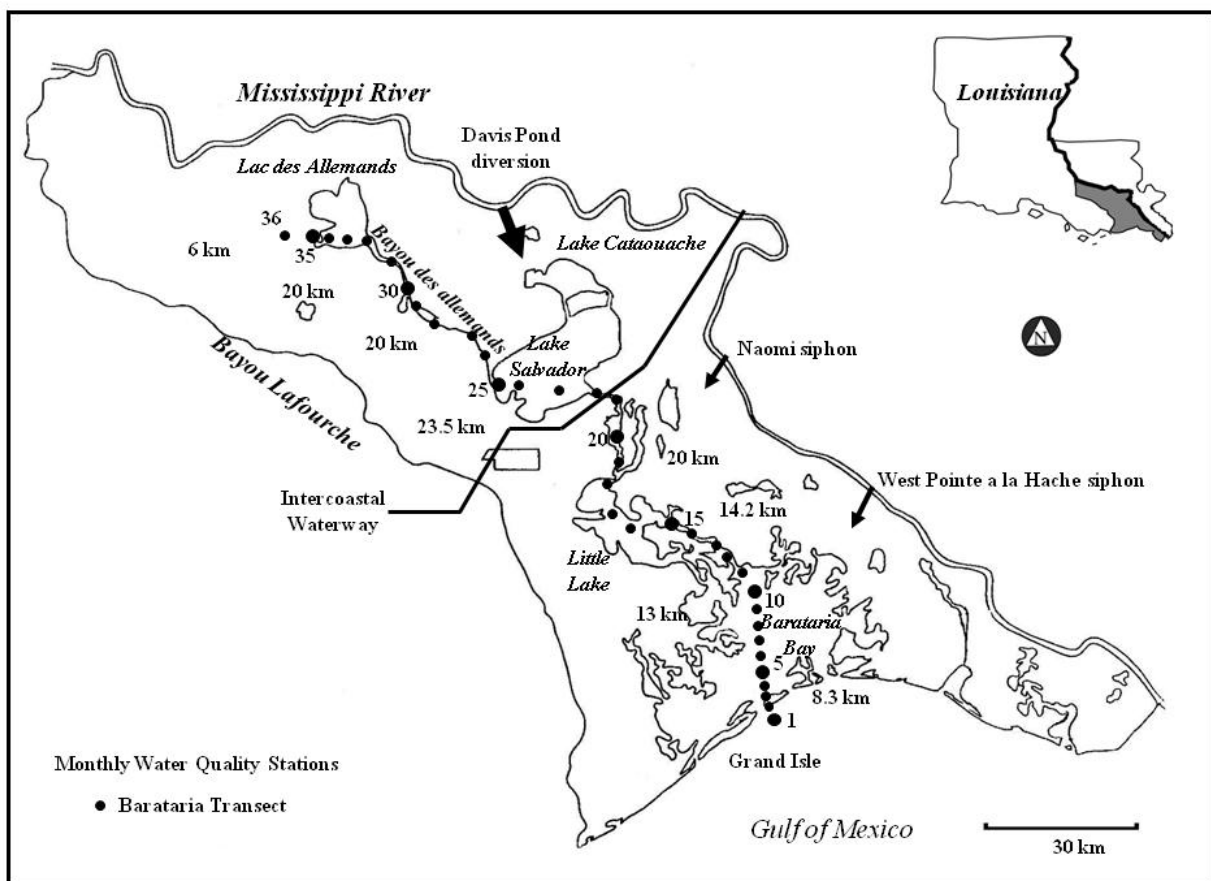 Mississippi River
Louisiana
Davis Pond
diversion
Lac des Allemands
36
6 km
35
Lake Cataouache
Bayou des allemands
30
20 km
20 km
Lake
Salvador
Naomi siphon
N
Bayou Lafourche
25
23.5 km
20
20 km
West Pointe a la Hache siphon
Intercoastal
Waterway
14.2 km
15
Little
Lake
10
13 km
Barataria
Bay
5
8.3 km
1
Grand Isle
Monthly Water Quality Stations
Barataria Transect
Gulf of Mexico
30 km